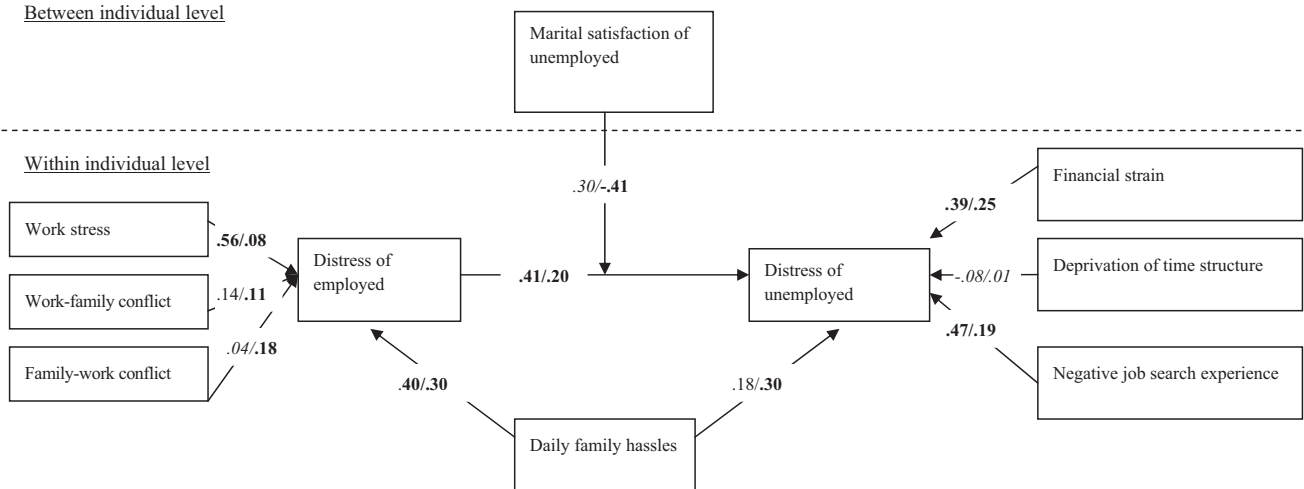 Between individual level
Marital satisfaction of
unemployed
Within individual level
.30/-.41
Financial strain
.39/.25
Work stress
.56/.08
Distress of
employed
.41/.20
Distress of
unemployed
-.08/.01
Deprivation of time structure
Work-family conflict
.14/.11
.04/.18
Family-work conflict
.47/.19
Negative job search experience
.40/.30
.18/.30
Daily family hassles